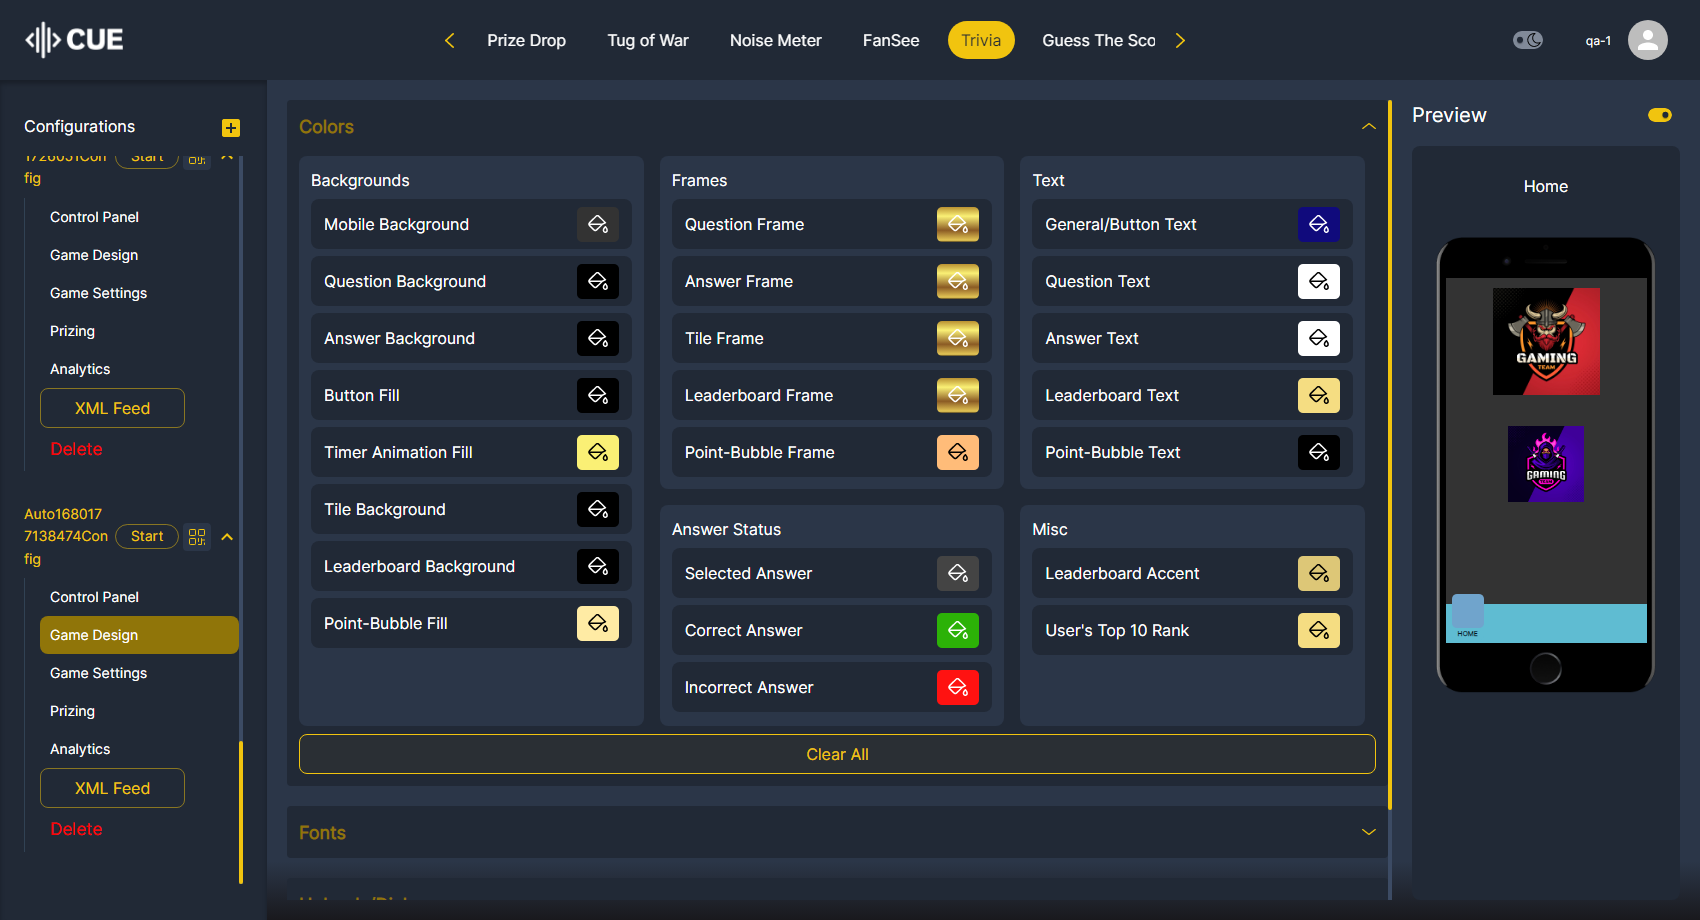 CUE
Prize Drop
Tug of War
Noise Meter
FanSee
Trivia
Guess The Sco
qa-1
Configurations
1726051Con
fig
Start
Control Panel
Game Design
Game Settings
Prizing
Analytics
XML Feed
Delete
Auto168017
7138474Con
fig
Start
Control Panel
Game Design
Game Settings
Prizing
Analytics
XML Feed
Delete
Colors
Backgrounds
Mobile Background
Question Background
Answer Background
Button Fill
Timer Animation Fill
Tile Background
Leaderboard Background
Point-Bubble Fill
Frames
Question Frame
Answer Frame
Tile Frame
Leaderboard Frame
Point-Bubble Frame
Text
General/Button Text
Question Text
Answer Text
Leaderboard Text
Point-Bubble Text
Answer Status
Selected Answer
Correct Answer
Incorrect Answer
Misc
Leaderboard Accent
User's Top 10 Rank
Clear All
Fonts
Preview
Home
GAMING
TEAM
GAMING
TEAM
HOME